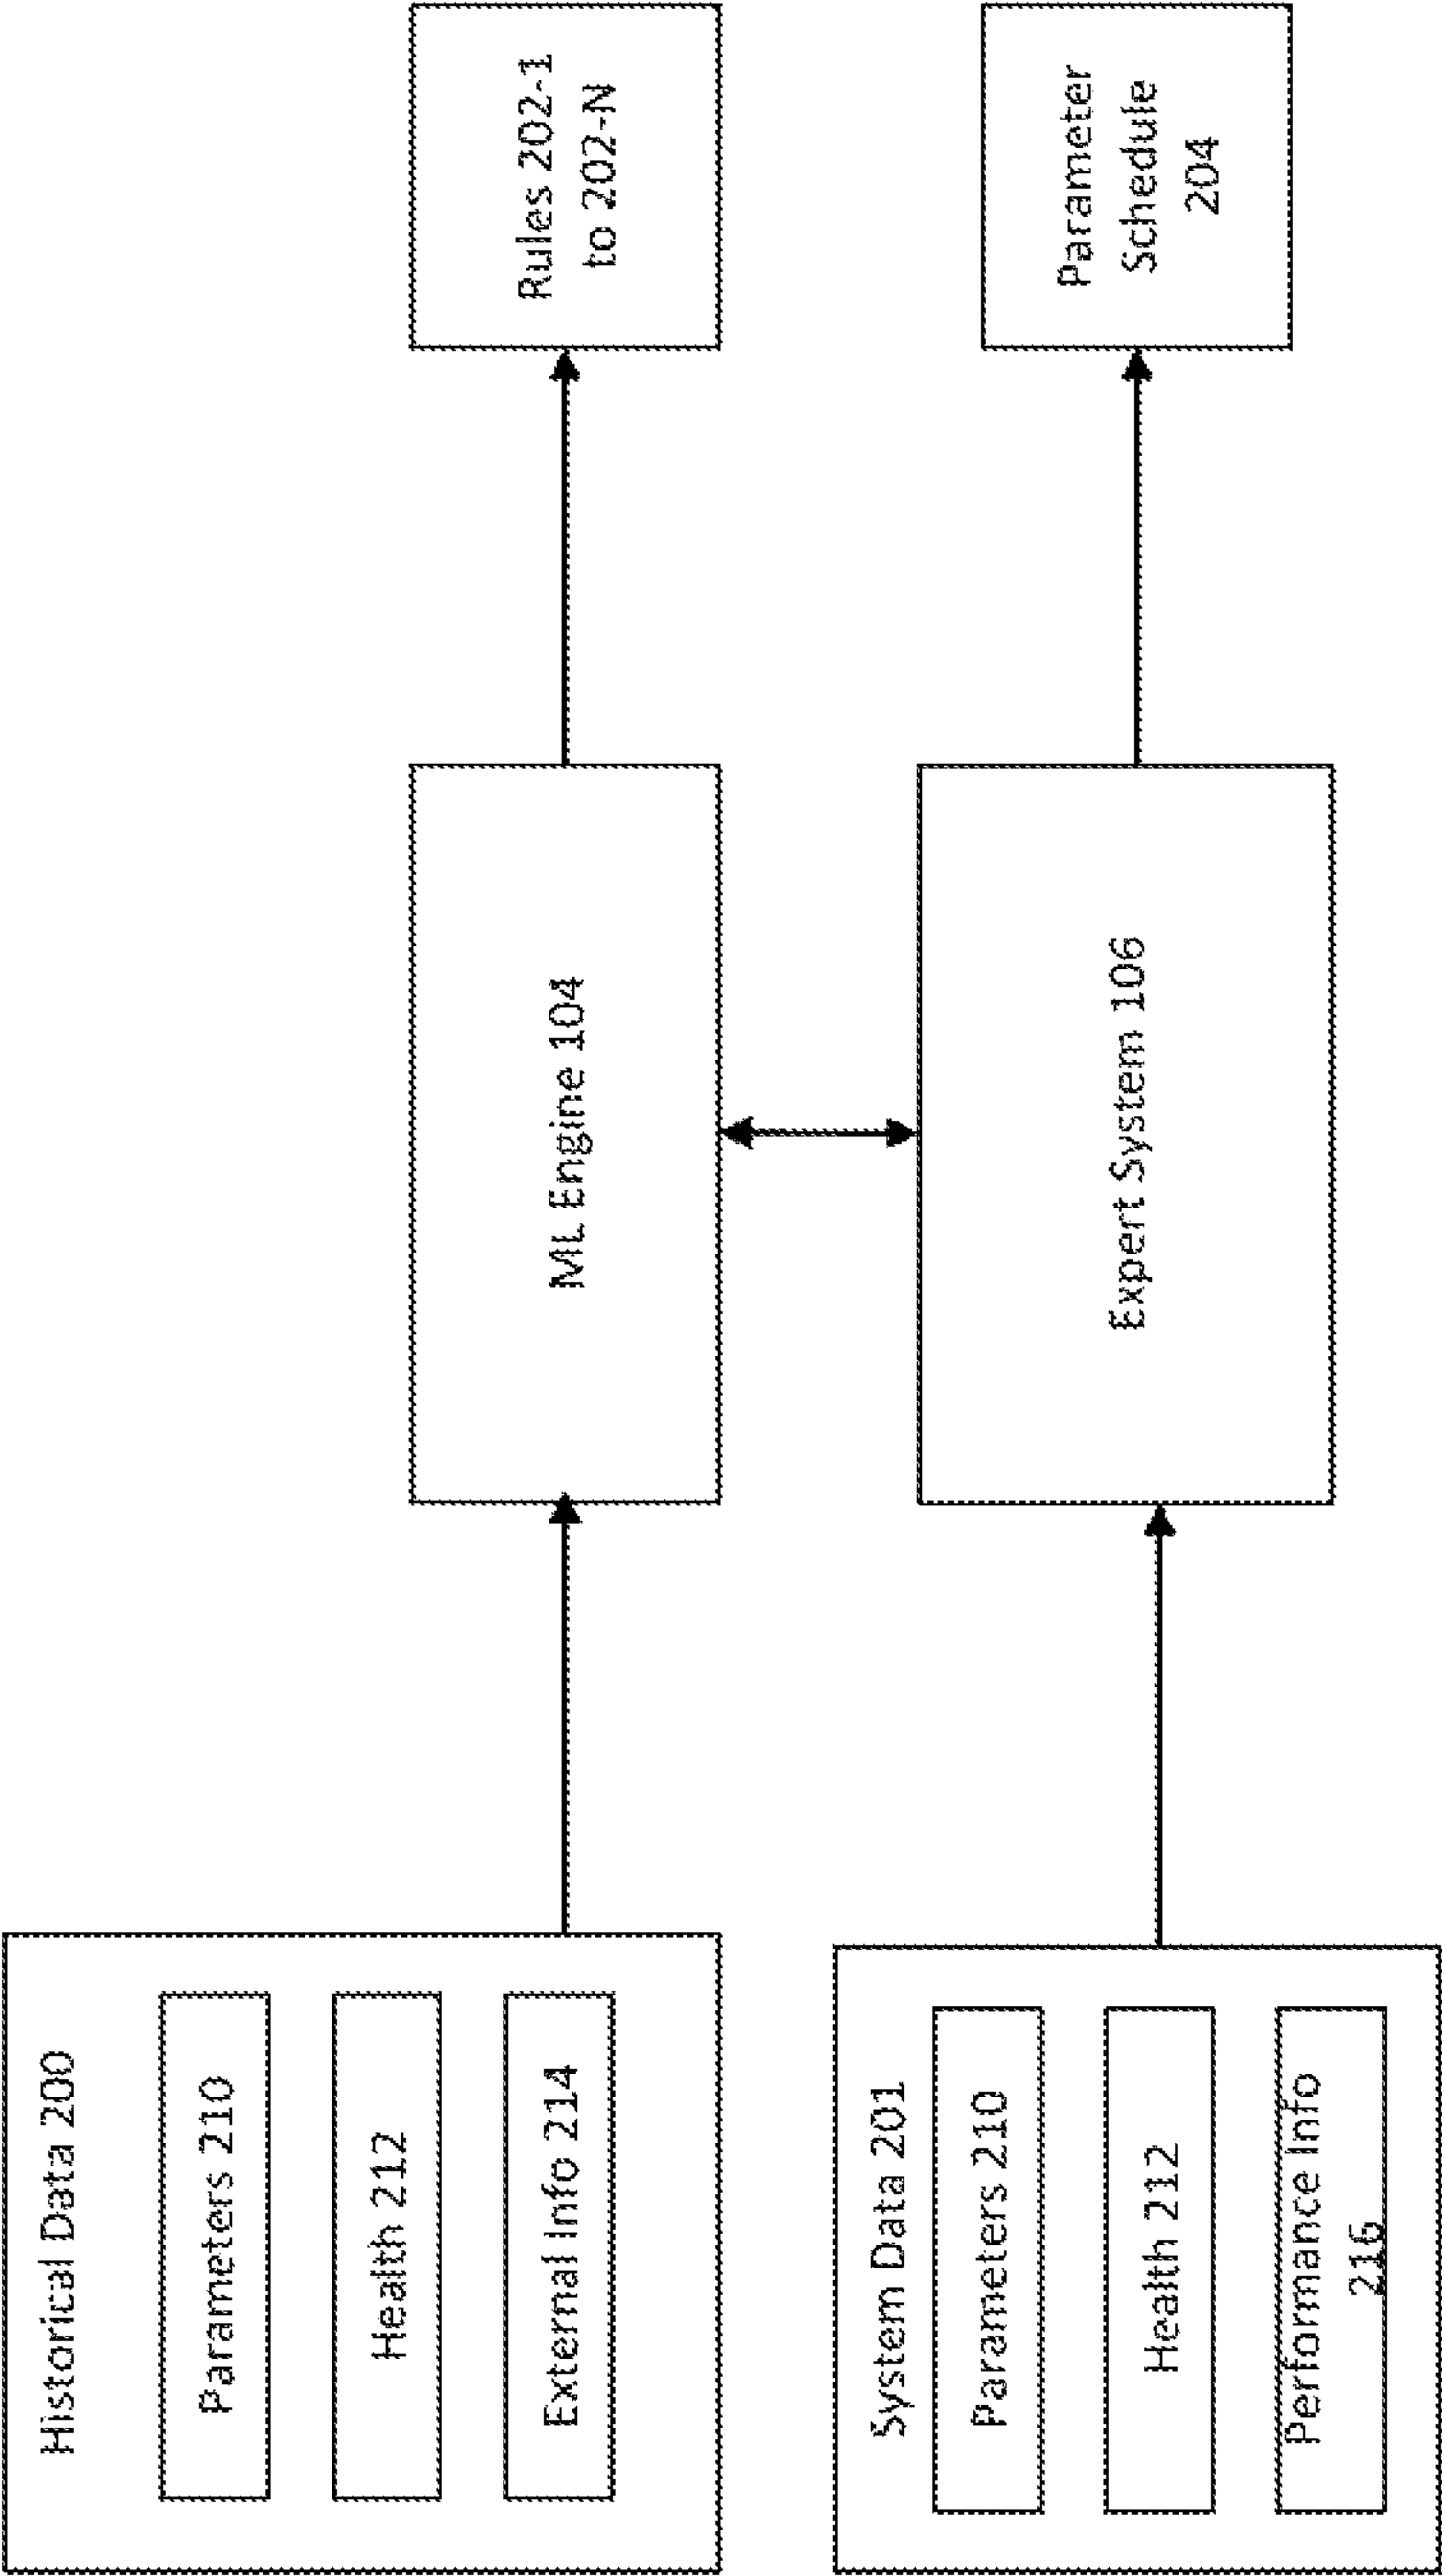 Historical Data 200
Parameters 210
Health 212
External Info 214
ML Engine 104
Rules 202-1
to 202-N
System Data 201
Parameters 210
Health 212
Performance Info
216
Expert System 106
Parameter
Schedule
204